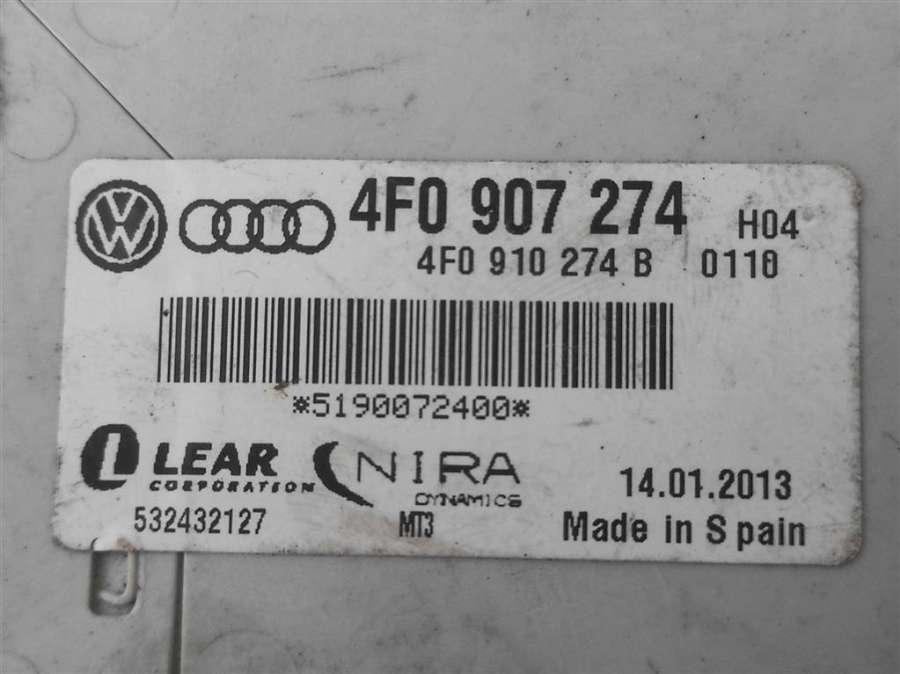 4F0 907 274 H04
4F0 910 274 B 0110
*5190072400*
LEAR
CORPORATION
NIRA
DYNAMICS
14.01.2013
532432127
MT3
Made in Spain